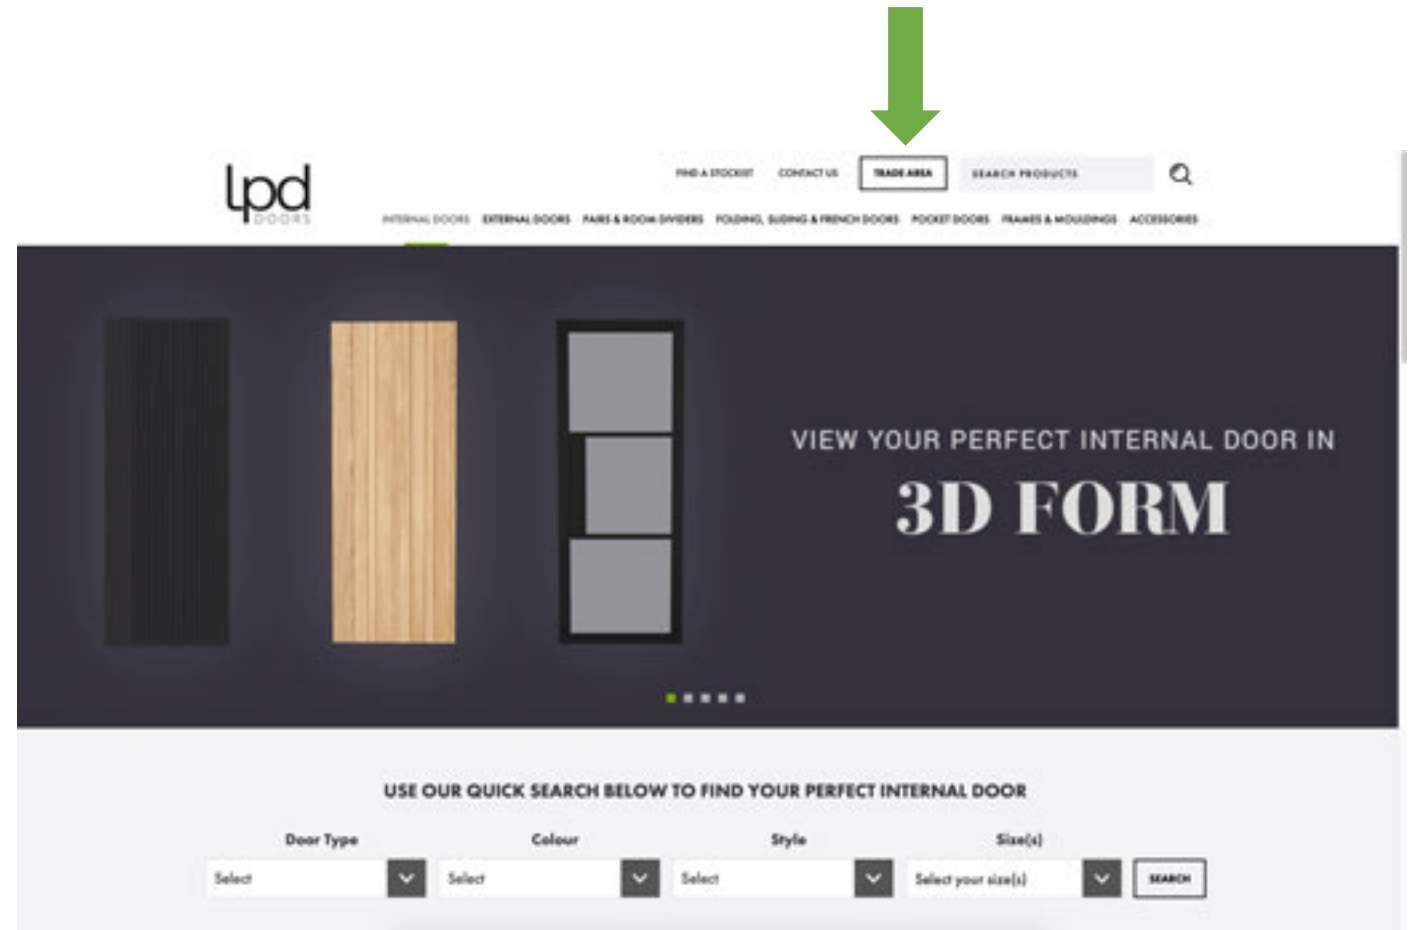 lpd
DOORS
FIND A STOCKIST CONTACT US TRADE AREA SEARCH PRODUCTS
INTERNAL DOORS EXTERNAL DOORS PAIRS & ROOM DIVIDERS FOLDING, SLIDING & FRENCH DOORS POCKET DOORS FRAMES & MOULDINGS ACCESSORIES
VIEW YOUR PERFECT INTERNAL DOOR IN
3D FORM
USE OUR QUICK SEARCH BELOW TO FIND YOUR PERFECT INTERNAL DOOR
Door Type Colour Style Size(s)
Select Select Select Select your size(s) SEARCH